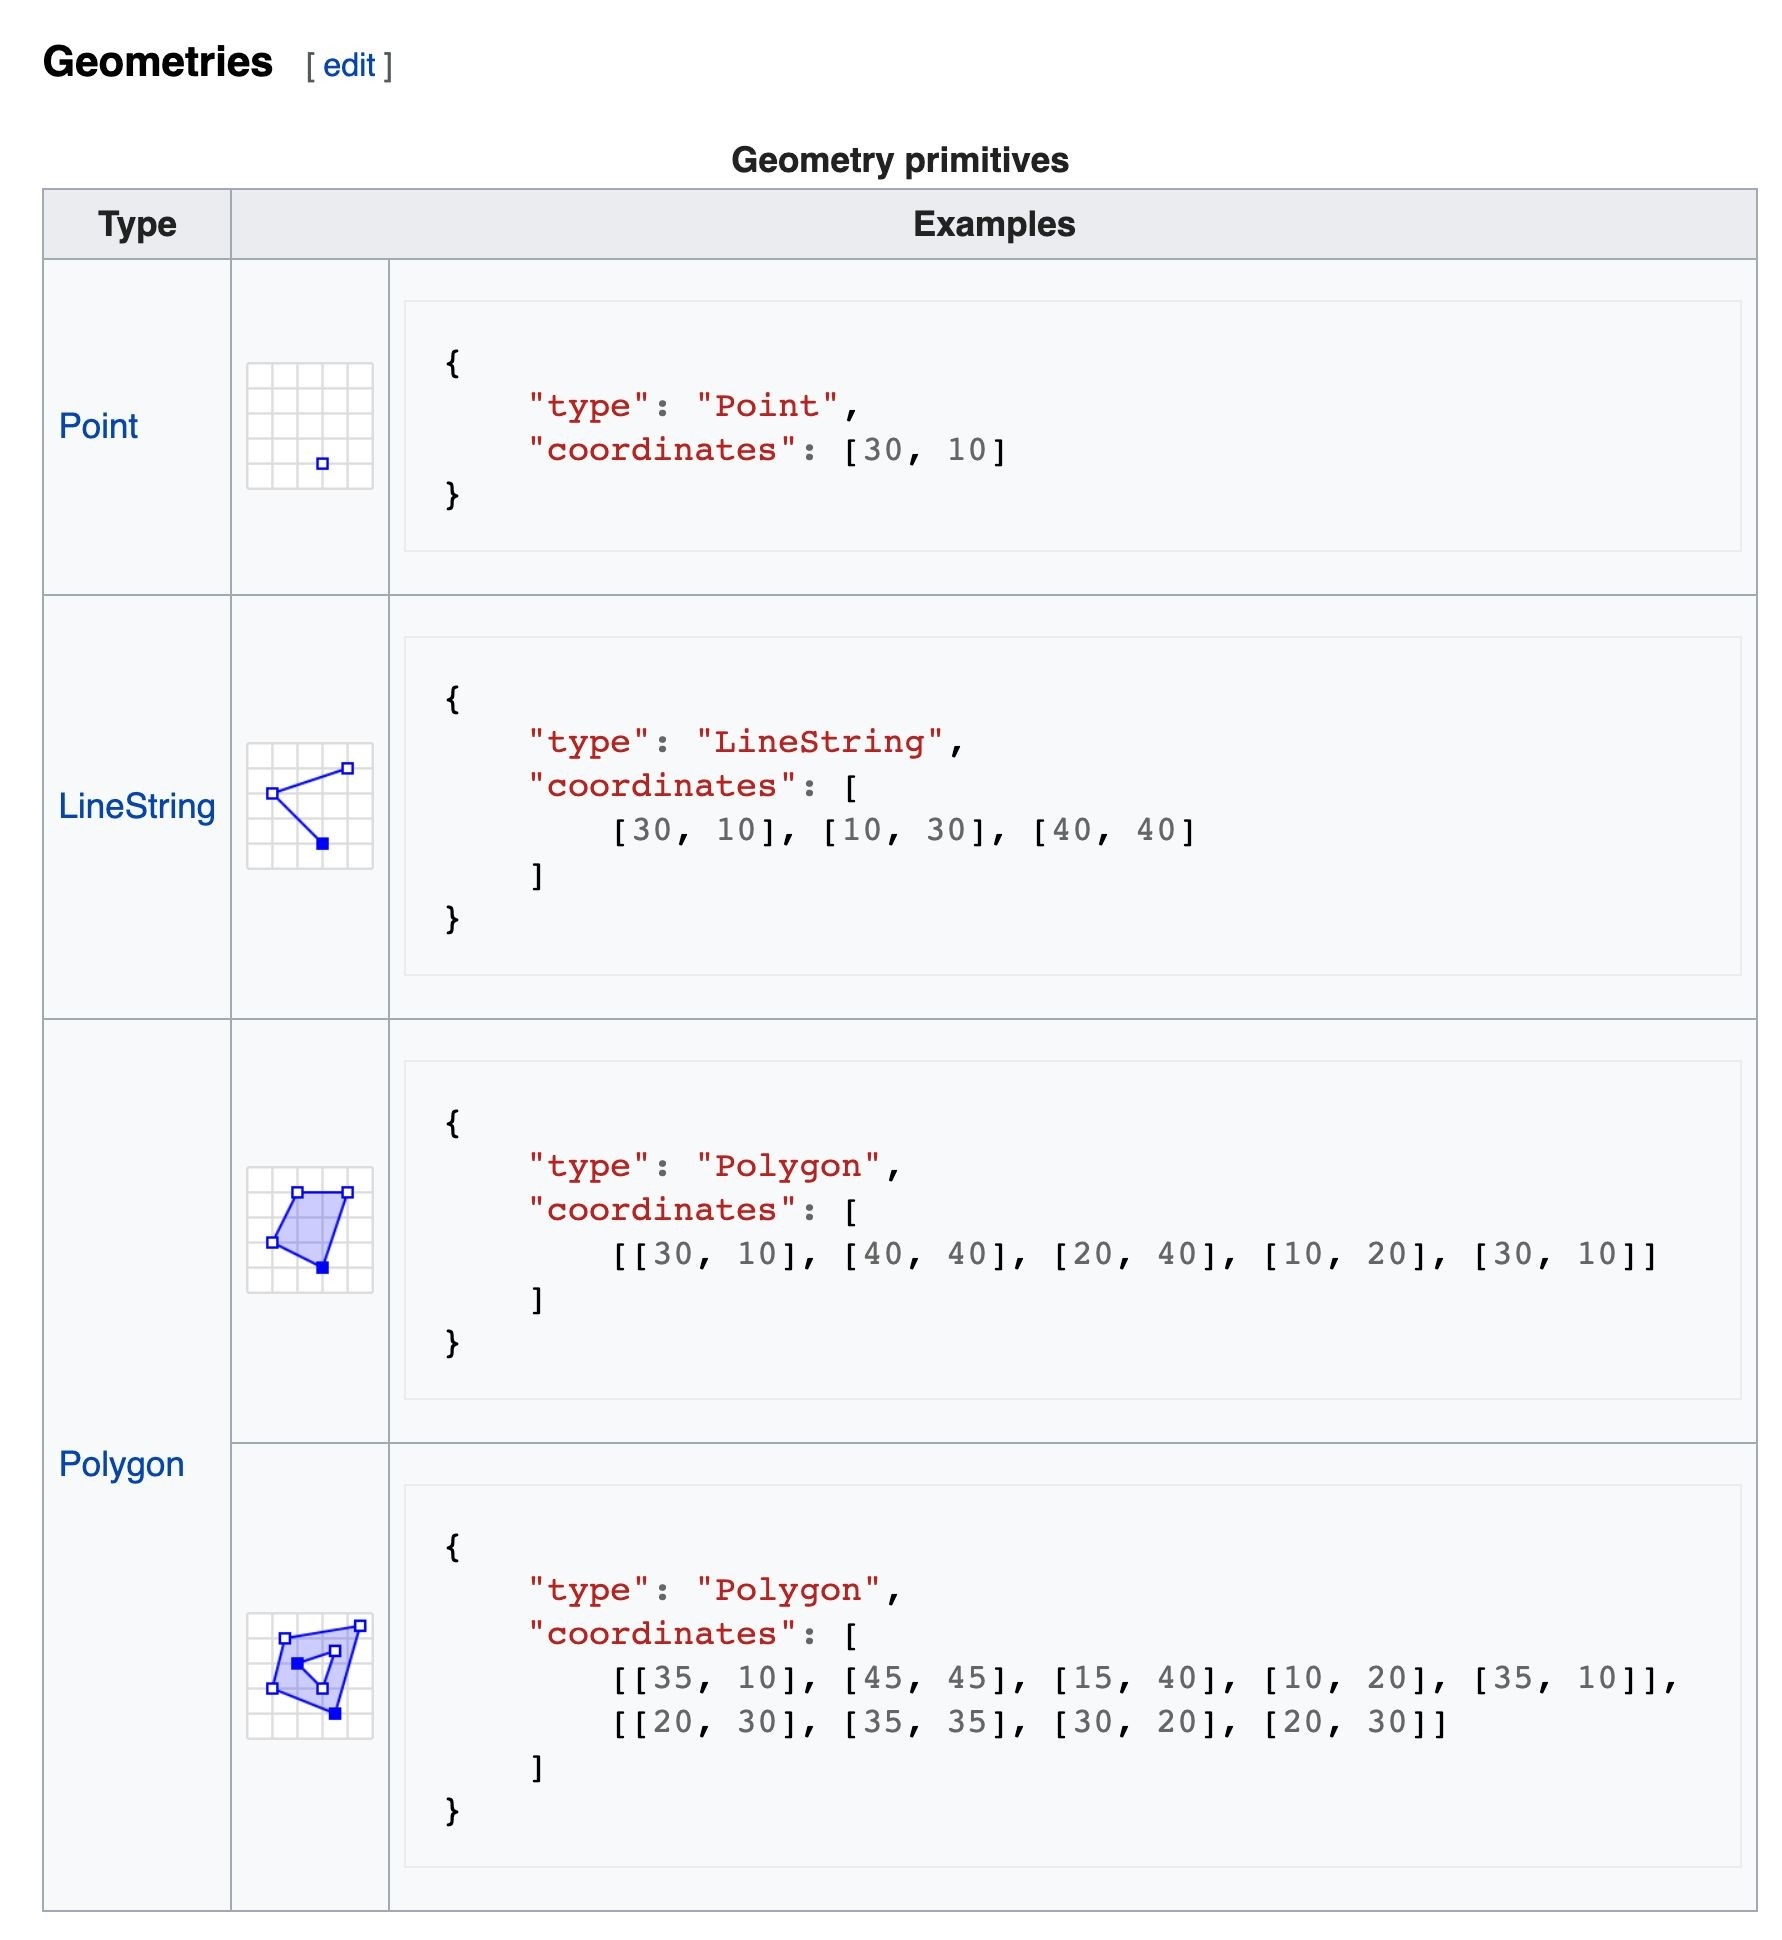 Geometries [ edit ]
Geometry primitives
Type Examples
Point
{
    "type": "Point",
    "coordinates": [30, 10]
}
LineString
{
    "type": "LineString",
    "coordinates": [
        [30, 10], [10, 30], [40, 40]
    ]
}
Polygon
{
    "type": "Polygon",
    "coordinates": [
        [[30, 10], [40, 40], [20, 40], [10, 20], [30, 10]]
    ]
}
{
    "type": "Polygon",
    "coordinates": [
        [[35, 10], [45, 45], [15, 40], [10, 20], [35, 10]],
        [[20, 30], [35, 35], [30, 20], [20, 30]]
    ]
}